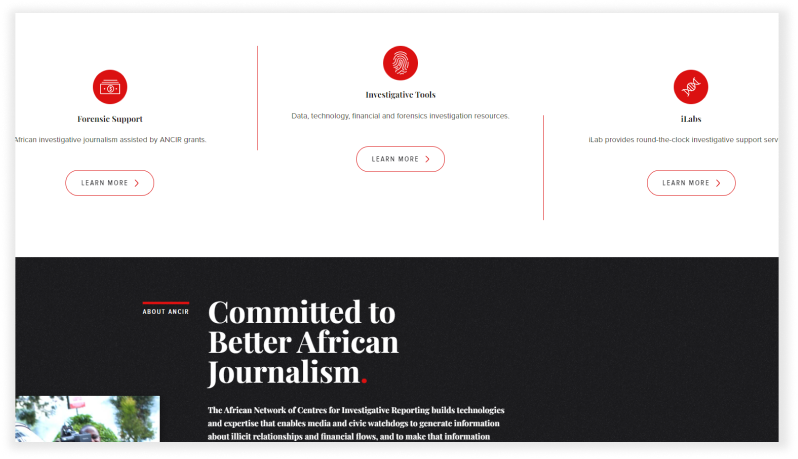 Forensic Support
African investigative journalism assisted by ANCIR grants.
LEARN MORE
Investigative Tools
Data, technology, financial and forensics investigation resources.
LEARN MORE
iLabs
iLab provides round-the-clock investigative support serv
LEARN MORE
ABOUT ANCIR
Committed to
Better African
Journalism.
The African Network of Centres for Investigative Reporting builds technologies
and expertise that enables media and civic watchdogs to generate information
about illicit relationships and financial flows, and to make that information